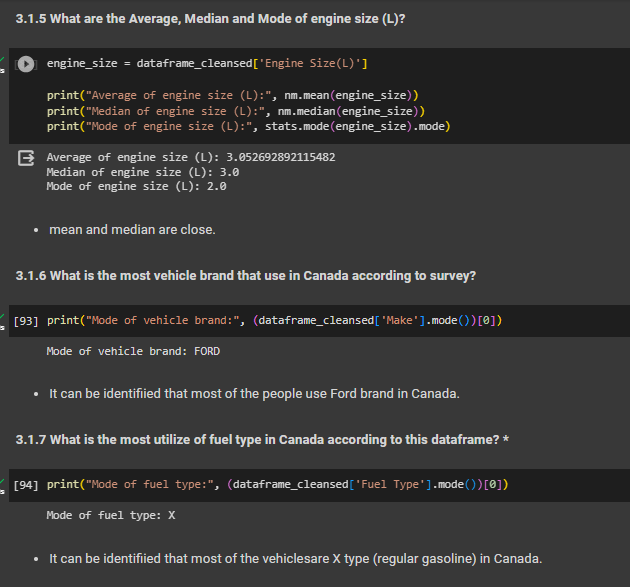 3.1.5 What are the Average, Median and Mode of engine size (L)?
engine_size = dataframe_cleansed['Engine Size(L)']
print("Average of engine size (L):", nm.mean(engine_size))
print("Median of engine size (L):", nm.median(engine_size))
print("Mode of engine size (L):", stats.mode(engine_size).mode)
Average of engine size (L): 3.052692892115482
Median of engine size (L): 3.0
Mode of engine size (L): 2.0
• mean and median are close.
3.1.6 What is the most vehicle brand that use in Canada according to survey?
[93] print("Mode of vehicle brand:", (dataframe_cleansed['Make'].mode())[0])
Mode of vehicle brand: FORD
• It can be identifiied that most of the people use Ford brand in Canada.
3.1.7 What is the most utilize of fuel type in Canada according to this dataframe? *
[94] print("Mode of fuel type:", (dataframe_cleansed['Fuel Type'].mode())[0])
Mode of fuel type: X
• It can be identifiied that most of the vehiclesare X type (regular gasoline) in Canada.